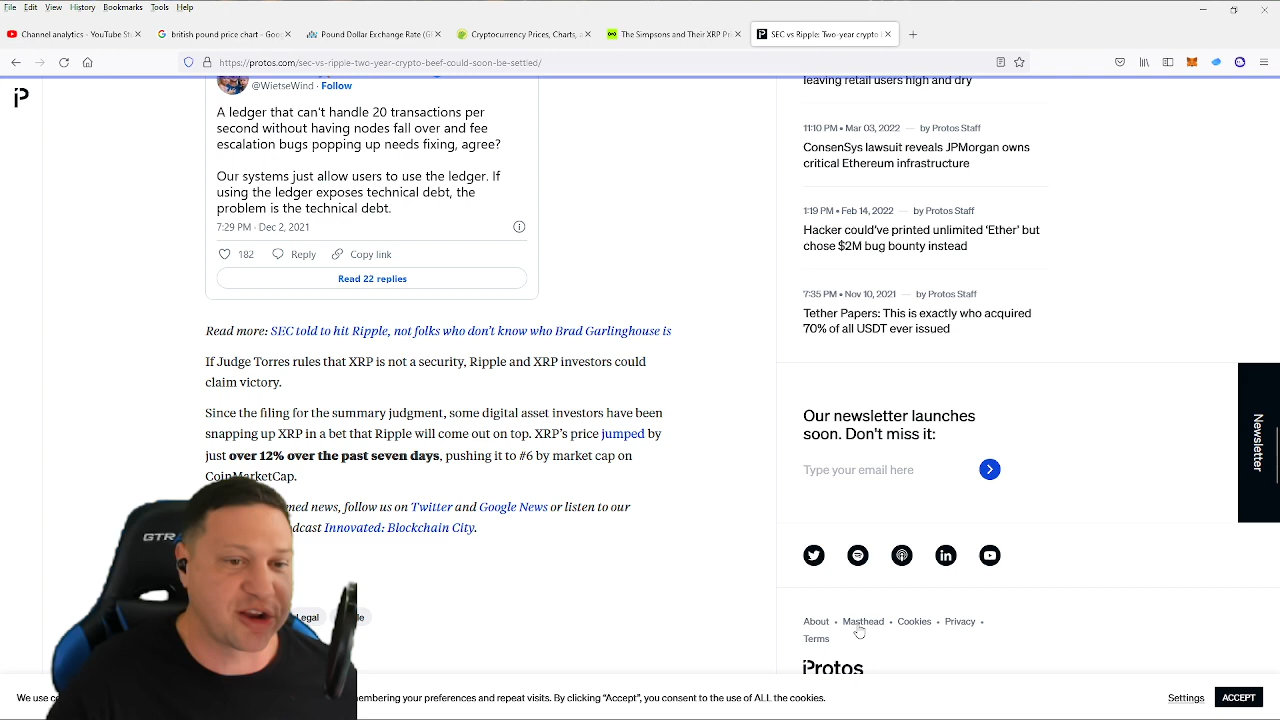 File Edit View History Bookmarks Tools Help
Channel analytics - YouTube St
british pound price chart - Goo
Pound Dollar Exchange Rate (G
Cryptocurrency Prices, Charts, a
The Simpsons and Their XRP Pr
SEC vs Ripple: Two-year crypto
https://protos.com/sec-vs-ripple-two-year-crypto-beef-could-soon-be-settled/
@WietseWind · Follow
A ledger that can't handle 20 transactions per
second without having nodes fall over and fee
escalation bugs popping up needs fixing, agree?
Our systems just allow users to use the ledger. If
using the ledger exposes technical debt, the
problem is the technical debt.
7:29 PM · Dec 2, 2021
182 Reply Copy link
Read 22 replies
Read more: SEC told to hit Ripple, not folks who don't know who Brad Garlinghouse is
If Judge Torres rules that XRP is not a security, Ripple and XRP investors could
claim victory.
Since the filing for the summary judgment, some digital asset investors have been
snapping up XRP in a bet that Ripple will come out on top. XRP's price jumped by
just over 12% over the past seven days, pushing it to #6 by market cap on
CoinMarketCap.
news, follow us on Twitter and Google News or listen to our
Innovated: Blockchain City.
Legal
leaving retail users high and dry
11:10 PM • Mar 03, 2022 — by Protos Staff
ConsenSys lawsuit reveals JPMorgan owns
critical Ethereum infrastructure
1:19 PM • Feb 14, 2022 — by Protos Staff
Hacker could've printed unlimited 'Ether' but
chose $2M bug bounty instead
7:35 PM • Nov 10, 2021 — by Protos Staff
Tether Papers: This is exactly who acquired
70% of all USDT ever issued
Our newsletter launches
soon. Don't miss it:
Type your email here
Newsletter
About • Masthead • Cookies • Privacy •
Terms
Protos
GTR
We use your preferences and repeat visits. By clicking "Accept", you consent to the use of ALL the cookies.
Settings ACCEPT